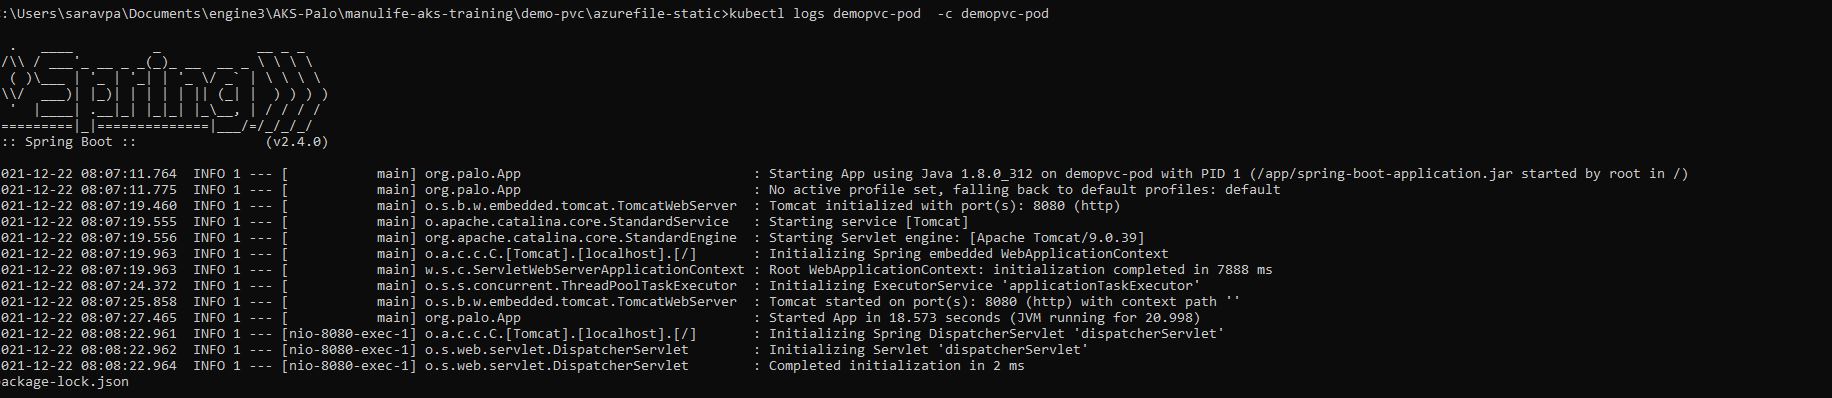 :\Users\saravpa\Documents\engine3\AKS-Palo\manulife-aks-training\demo-pvc\azurefile-static>kubectl logs demopvc-pod  -c demopvc-pod
 .   ____          _            __ _ _
/\\ / ___'_ __ _ _(_)_ __  __ _ \ \ \ \
 ( )\___ | '_ | '_| | '_ \/ _` | \ \ \ \
\\/  ___)| |_)| | | | | || (_| |  ) ) ) )
 '  |____| .__|_| |_|_| |_\__, | / / / /
=========|_|==============|___/=/_/_/_/
:: Spring Boot ::                (v2.4.0)
021-12-22 08:07:11.764  INFO 1 --- [           main] org.palo.App                             : Starting App using Java 1.8.0_312 on demopvc-pod with PID 1 (/app/spring-boot-application.jar started by root in /)
021-12-22 08:07:11.775  INFO 1 --- [           main] org.palo.App                             : No active profile set, falling back to default profiles: default
021-12-22 08:07:19.460  INFO 1 --- [           main] o.s.b.w.embedded.tomcat.TomcatWebServer  : Tomcat initialized with port(s): 8080 (http)
021-12-22 08:07:19.555  INFO 1 --- [           main] o.apache.catalina.core.StandardService   : Starting service [Tomcat]
021-12-22 08:07:19.556  INFO 1 --- [           main] org.apache.catalina.core.StandardEngine  : Starting Servlet engine: [Apache Tomcat/9.0.39]
021-12-22 08:07:19.963  INFO 1 --- [           main] o.a.c.c.C.[Tomcat].[localhost].[/]       : Initializing Spring embedded WebApplicationContext
021-12-22 08:07:19.963  INFO 1 --- [           main] w.s.c.ServletWebServerApplicationContext : Root WebApplicationContext: initialization completed in 7888 ms
021-12-22 08:07:24.372  INFO 1 --- [           main] o.s.s.concurrent.ThreadPoolTaskExecutor  : Initializing ExecutorService 'applicationTaskExecutor'
021-12-22 08:07:25.858  INFO 1 --- [           main] o.s.b.w.embedded.tomcat.TomcatWebServer  : Tomcat started on port(s): 8080 (http) with context path ''
021-12-22 08:07:27.465  INFO 1 --- [           main] org.palo.App                             : Started App in 18.573 seconds (JVM running for 20.998)
021-12-22 08:08:22.961  INFO 1 --- [nio-8080-exec-1] o.a.c.c.C.[Tomcat].[localhost].[/]       : Initializing Spring DispatcherServlet 'dispatcherServlet'
021-12-22 08:08:22.962  INFO 1 --- [nio-8080-exec-1] o.s.web.servlet.DispatcherServlet        : Initializing Servlet 'dispatcherServlet'
021-12-22 08:08:22.964  INFO 1 --- [nio-8080-exec-1] o.s.web.servlet.DispatcherServlet        : Completed initialization in 2 ms
ackage-lock.json